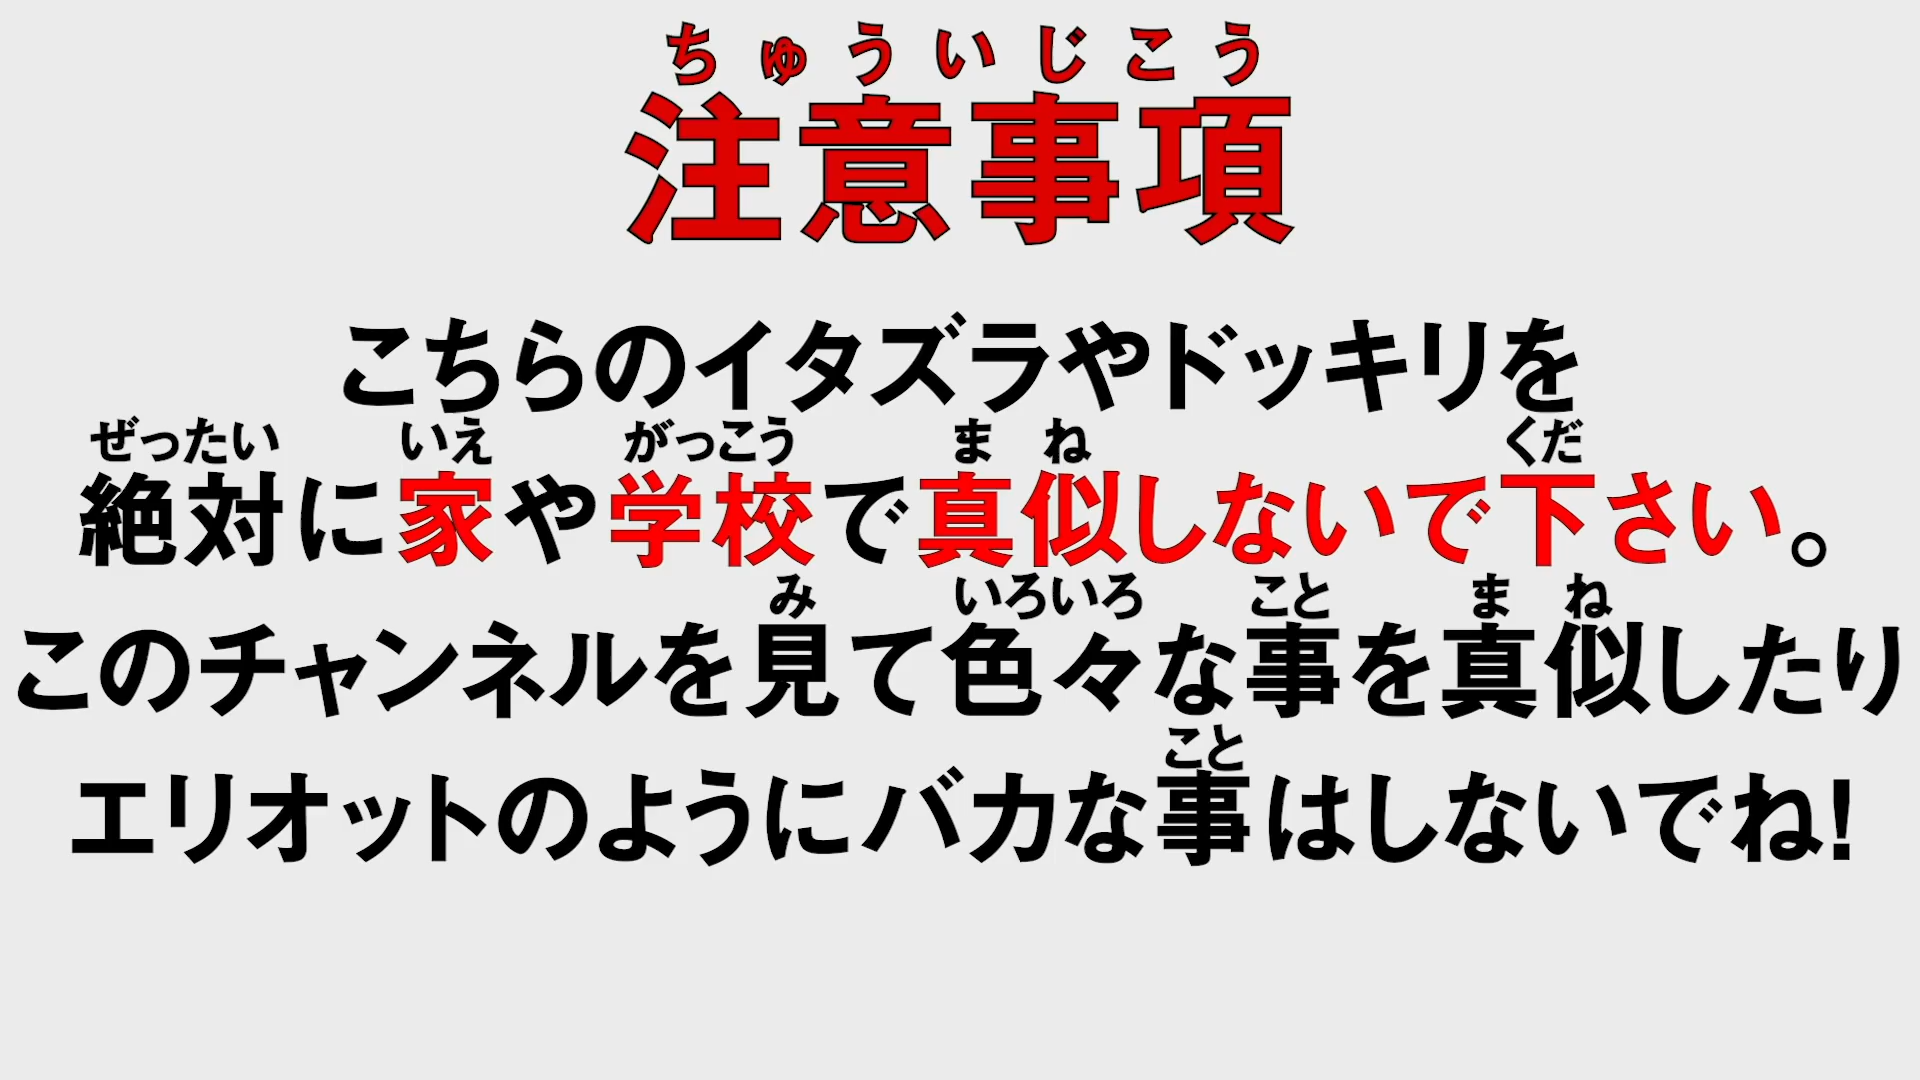 ちゅういじこう
注意事項
こちらのイタズラやドッキリを
ぜったい いえ がっこう ま ね くだ
絶対に家や学校で真似しないで下さい。
み いろいろ こと ま ね
このチャンネルを見て色々な事を真似したり
こと
エリオットのようにバカな事はしないでね!